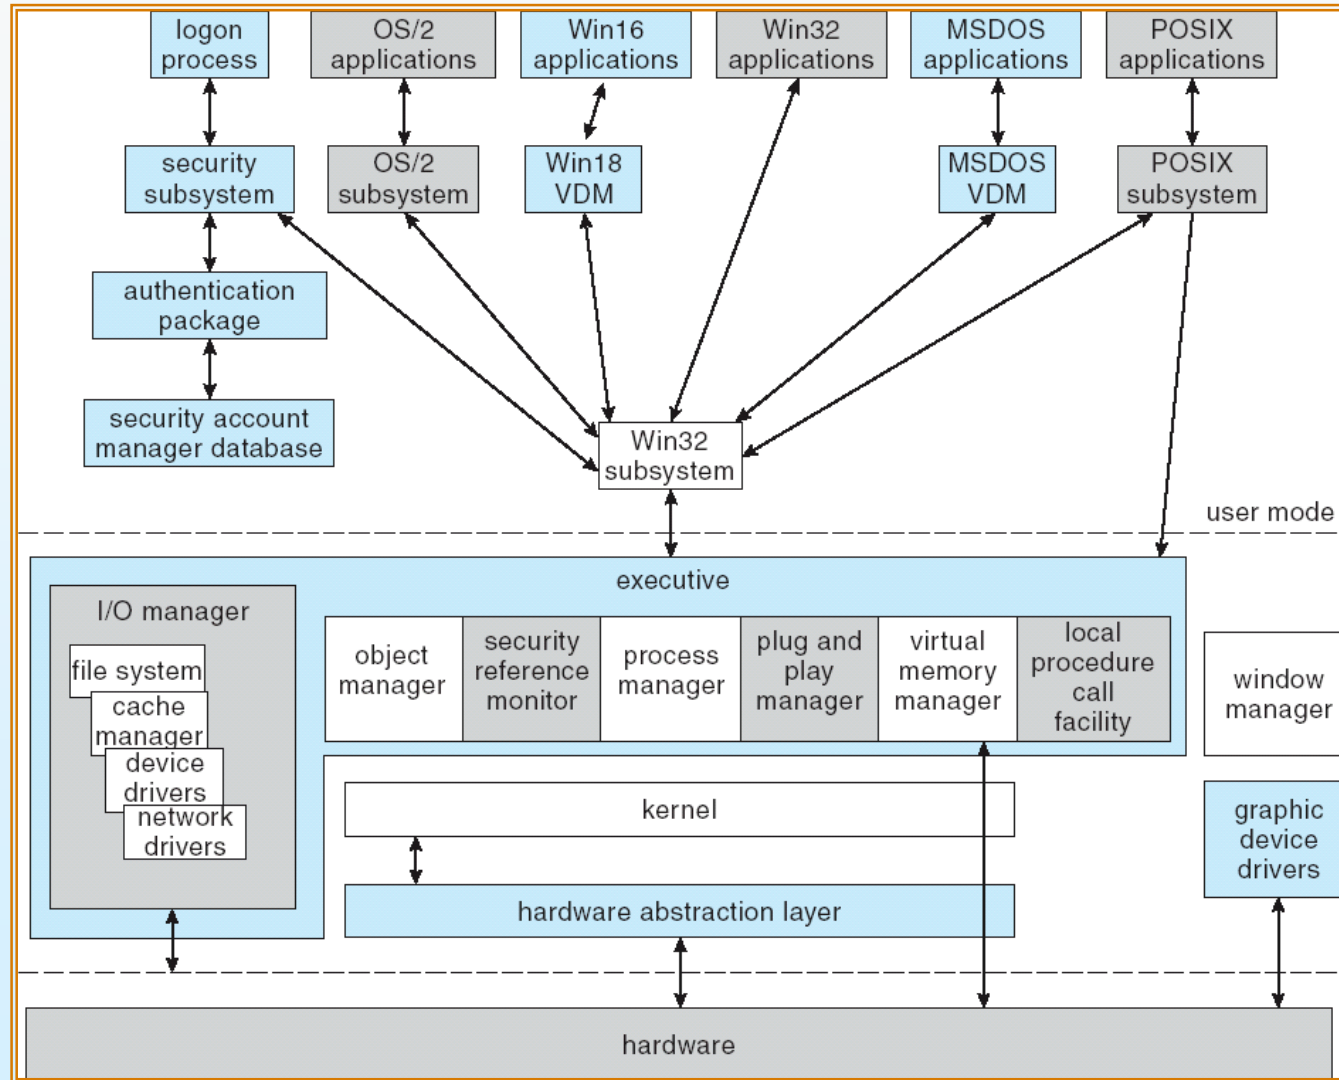 logon
process
OS/2
applications
Win16
applications
Win32
applications
MSDOS
applications
POSIX
applications
security
subsystem
OS/2
subsystem
Win18
VDM
MSDOS
VDM
POSIX
subsystem
authentication
package
security account
manager database
Win32
subsystem
user mode
executive
I/O manager
file system
cache
manager
device
drivers
network
drivers
object
manager
security
reference
monitor
process
manager
plug and
play
manager
virtual
memory
manager
local
procedure
call
facility
window
manager
kernel
graphic
device
drivers
hardware abstraction layer
hardware